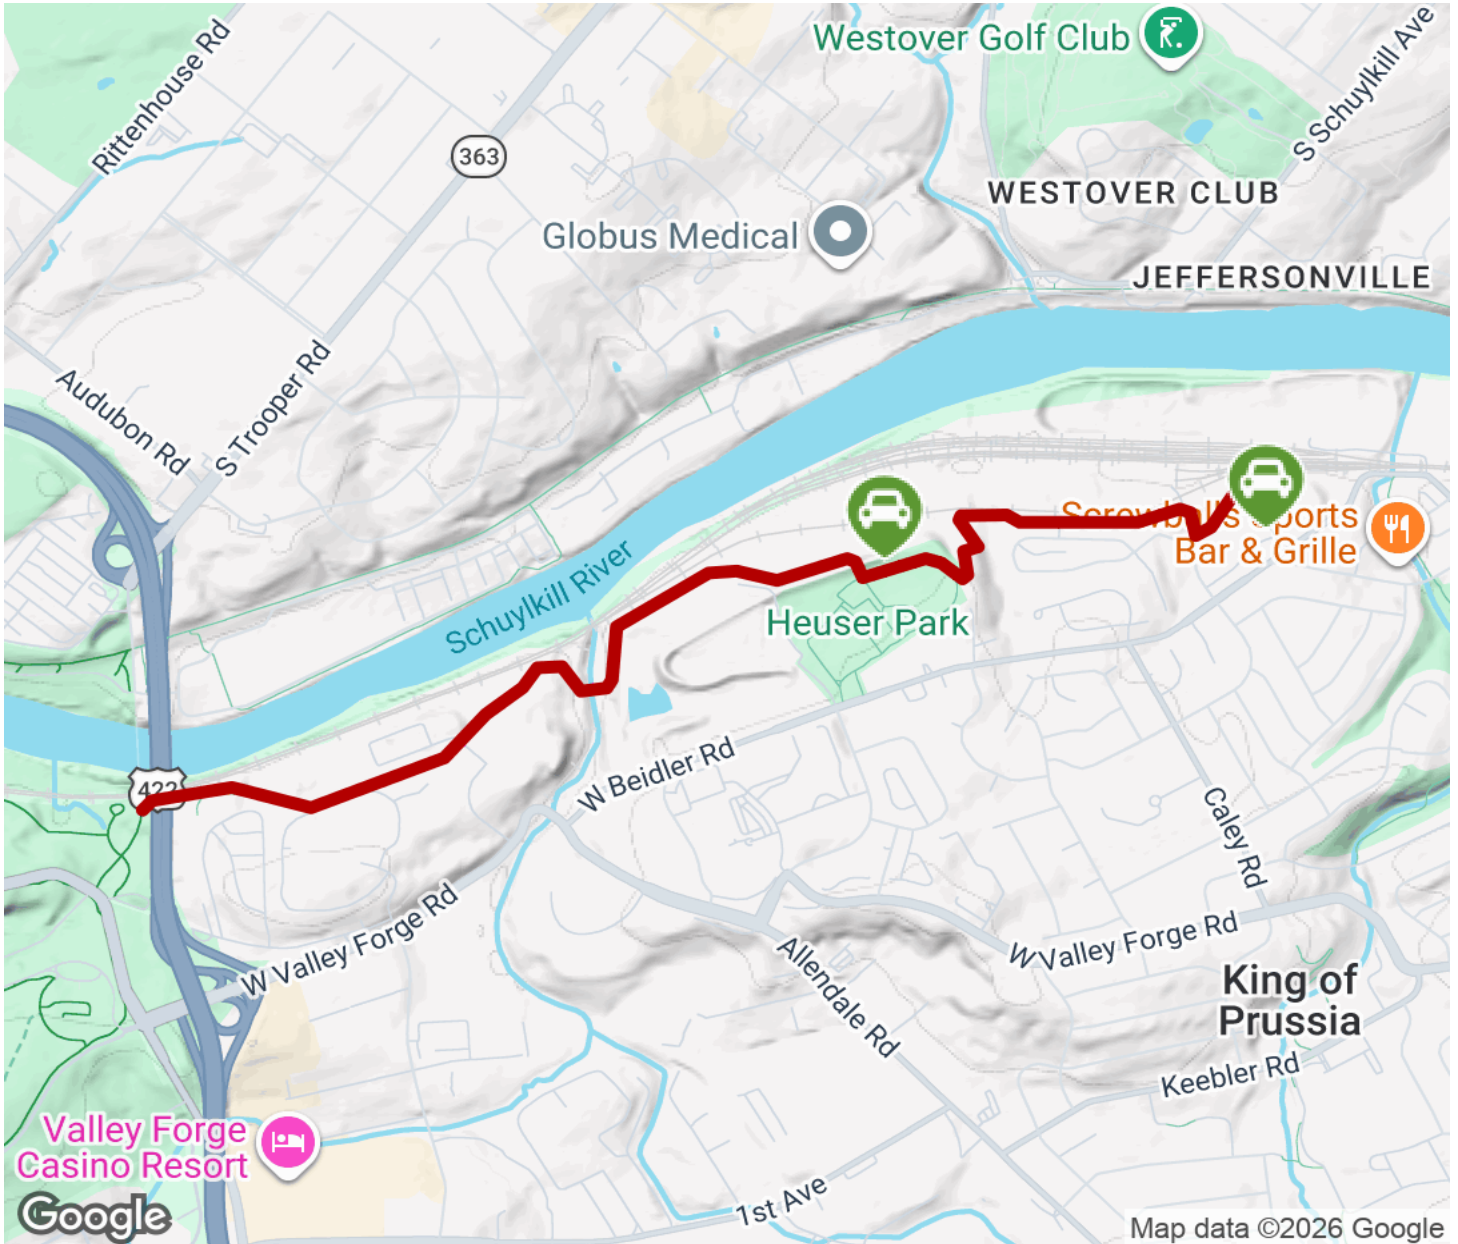 Westover Golf Club
Rittenhouse Rd
S Schuylkill Ave
363
WESTOVER CLUB
Globus Medical
JEFFERSONVILLE
Audubon Rd
S Trooper Rd
Screwballs Sports
Bar & Grille
Schuylkill River
Heuser Park
422
W Beidler Rd
Caley Rd
W Valley Forge Rd
W Valley Forge Rd
Allendale Rd
King of
Prussia
Keebler Rd
Valley Forge
Casino Resort
1st Ave
Google
Map data ©2026 Google